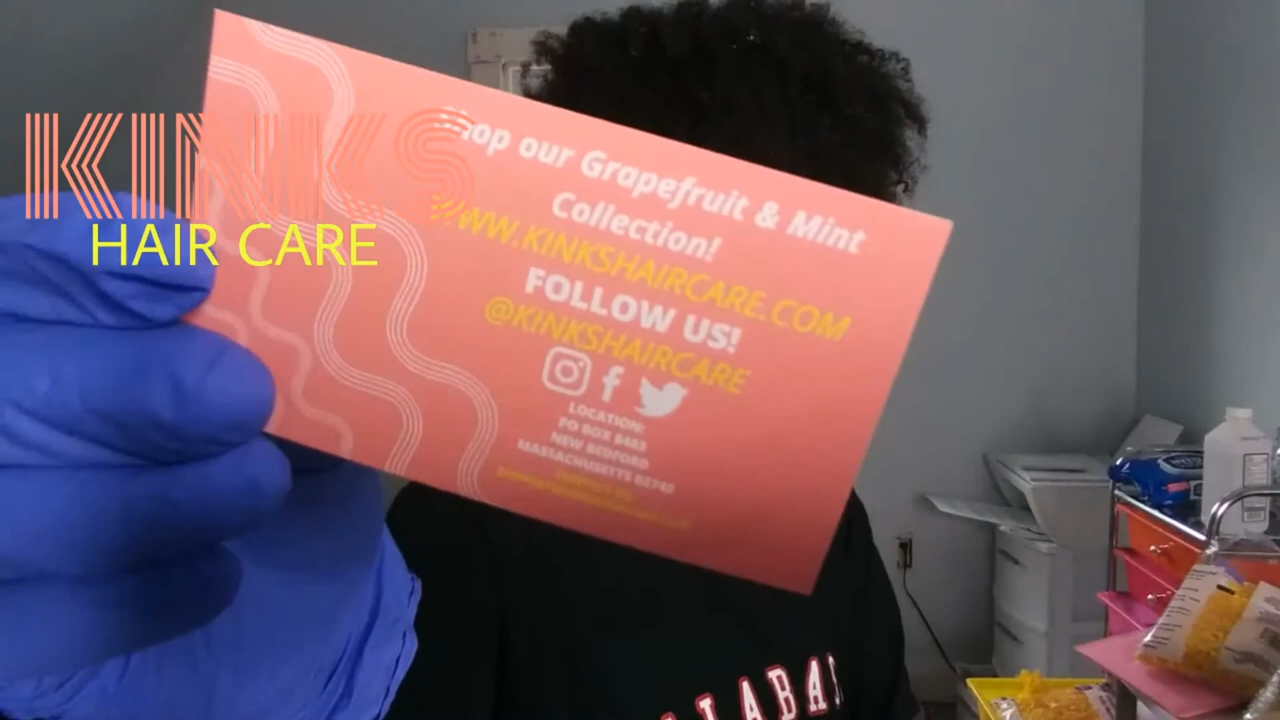 KINKS
HAIR CARE
Shop our Grapefruit & Mint
Collection!
WWW.KINKSHAIRCARE.COM
FOLLOW US!
@KINKSHAIRCARE
LOCATION:
PO BOX 8483
NEW BEDFORD
MASSACHUSETTS 02742